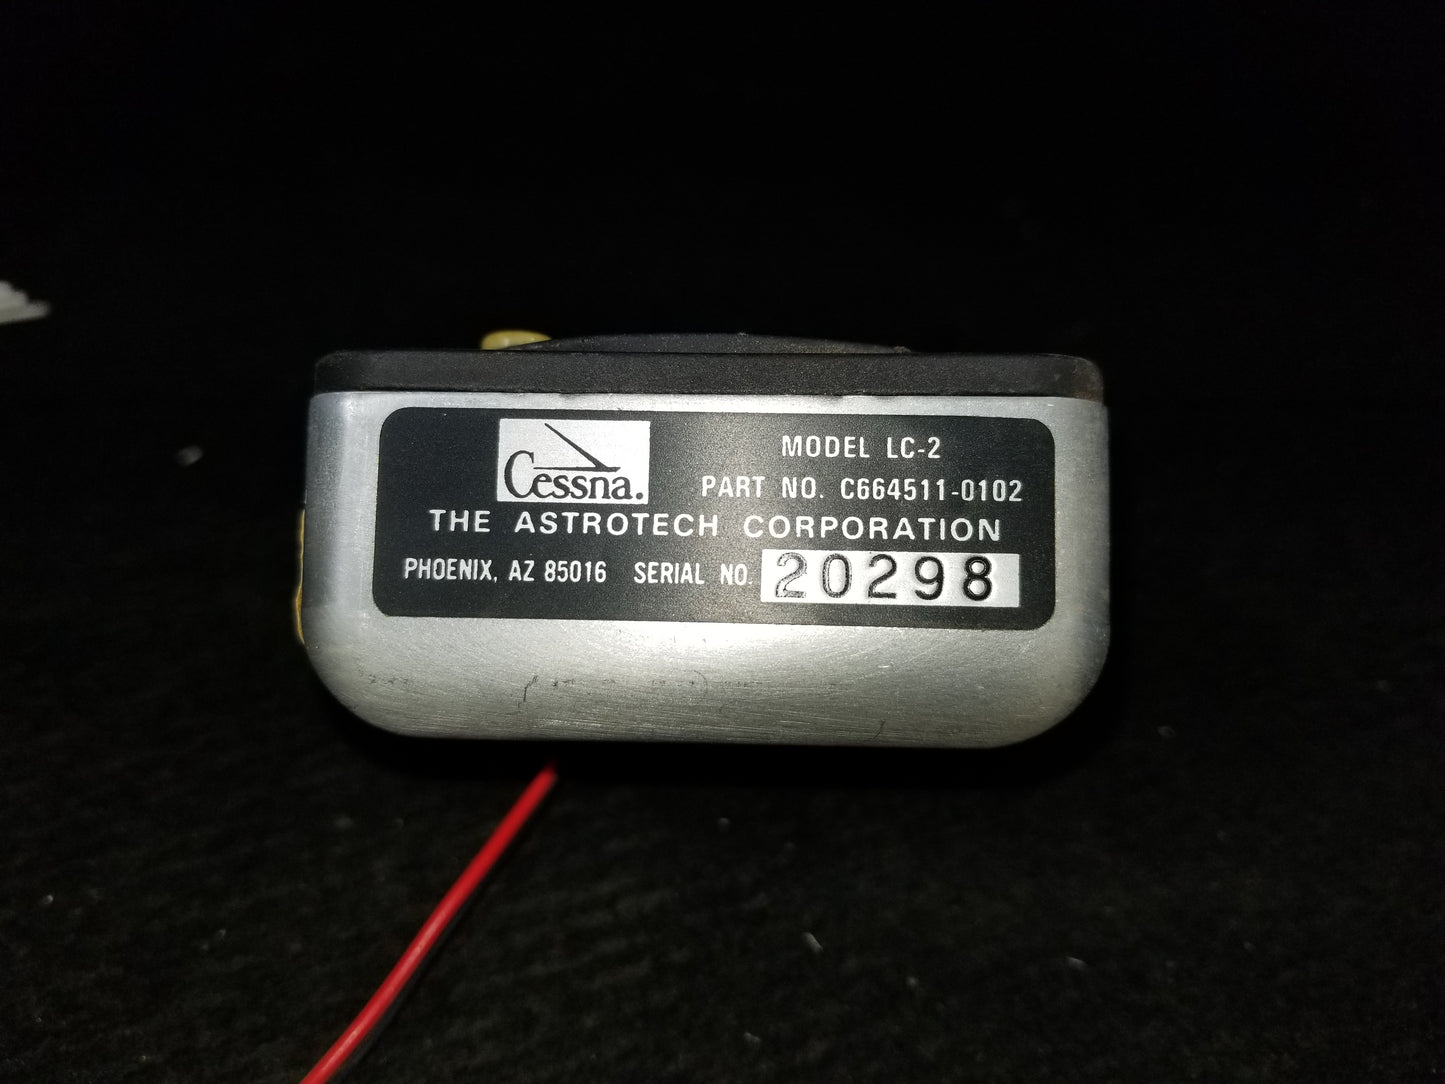 Cessna.
MODEL LC-2
PART NO. C664511-0102
THE ASTROTECH CORPORATION
PHOENIX, AZ 85016 SERIAL NO. 20298